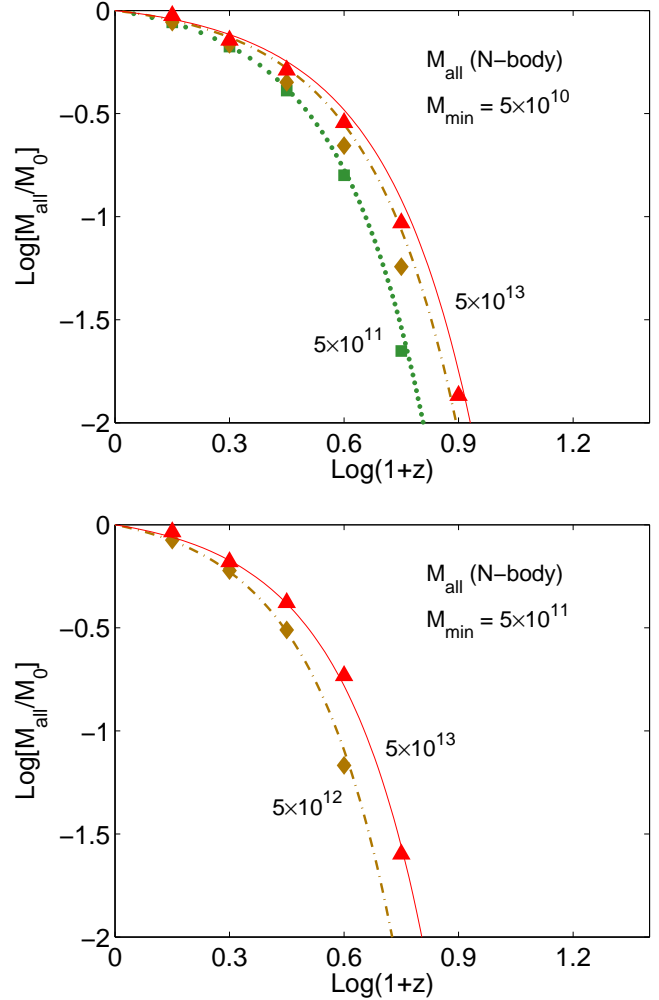 M_all (N−body)
M_min = 5×10^10
Log[M_all/M_0]
0
−0.5
−1
−1.5
−2
5×10^13
5×10^11
0 0.3 0.6 0.9 1.2
Log(1+z)
M_all (N−body)
M_min = 5×10^11
Log[M_all/M_0]
0
−0.5
−1
−1.5
−2
5×10^13
5×10^12
0 0.3 0.6 0.9 1.2
Log(1+z)